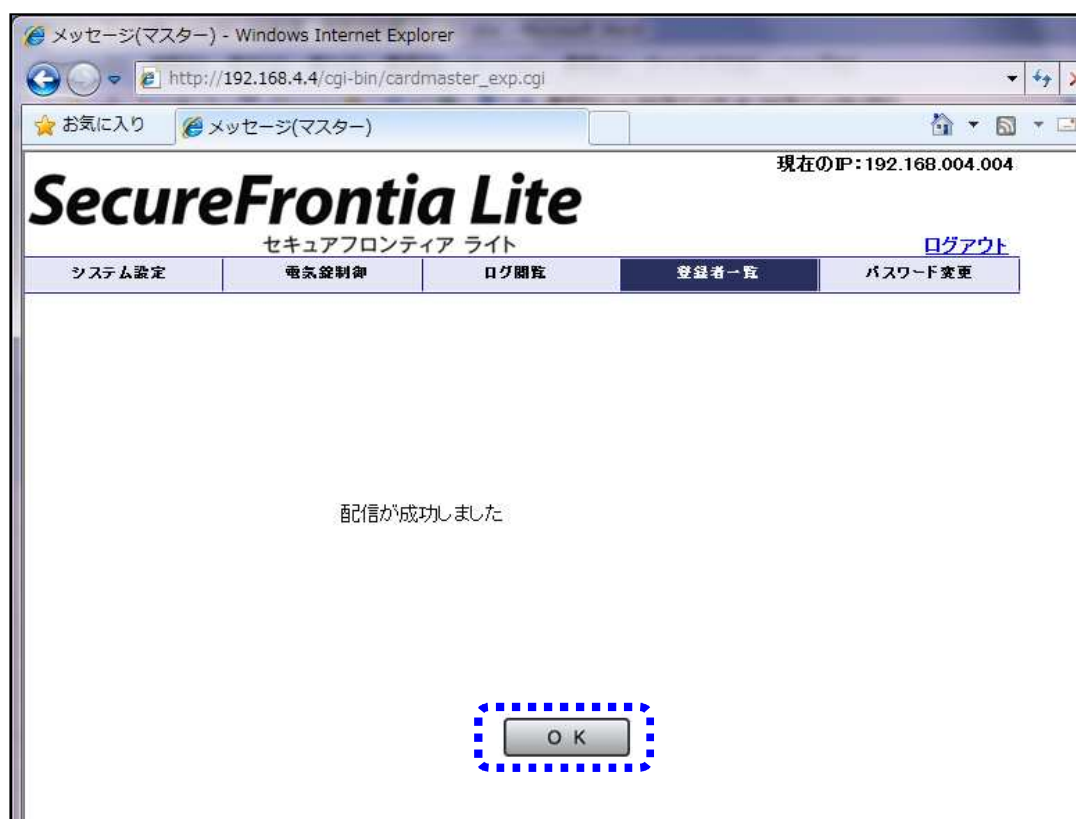 メッセージ(マスター) - Windows Internet Explorer
http://192.168.4.4/cgi-bin/cardmaster_exp.cgi
お気に入り
メッセージ(マスター)
現在のIP:192.168.004.004
SecureFrontia Lite
セキュアフロンティア ライト
ログアウト
システム設定 電気錠制御 ログ閲覧 登録者一覧 パスワード変更
配信が成功しました
O K